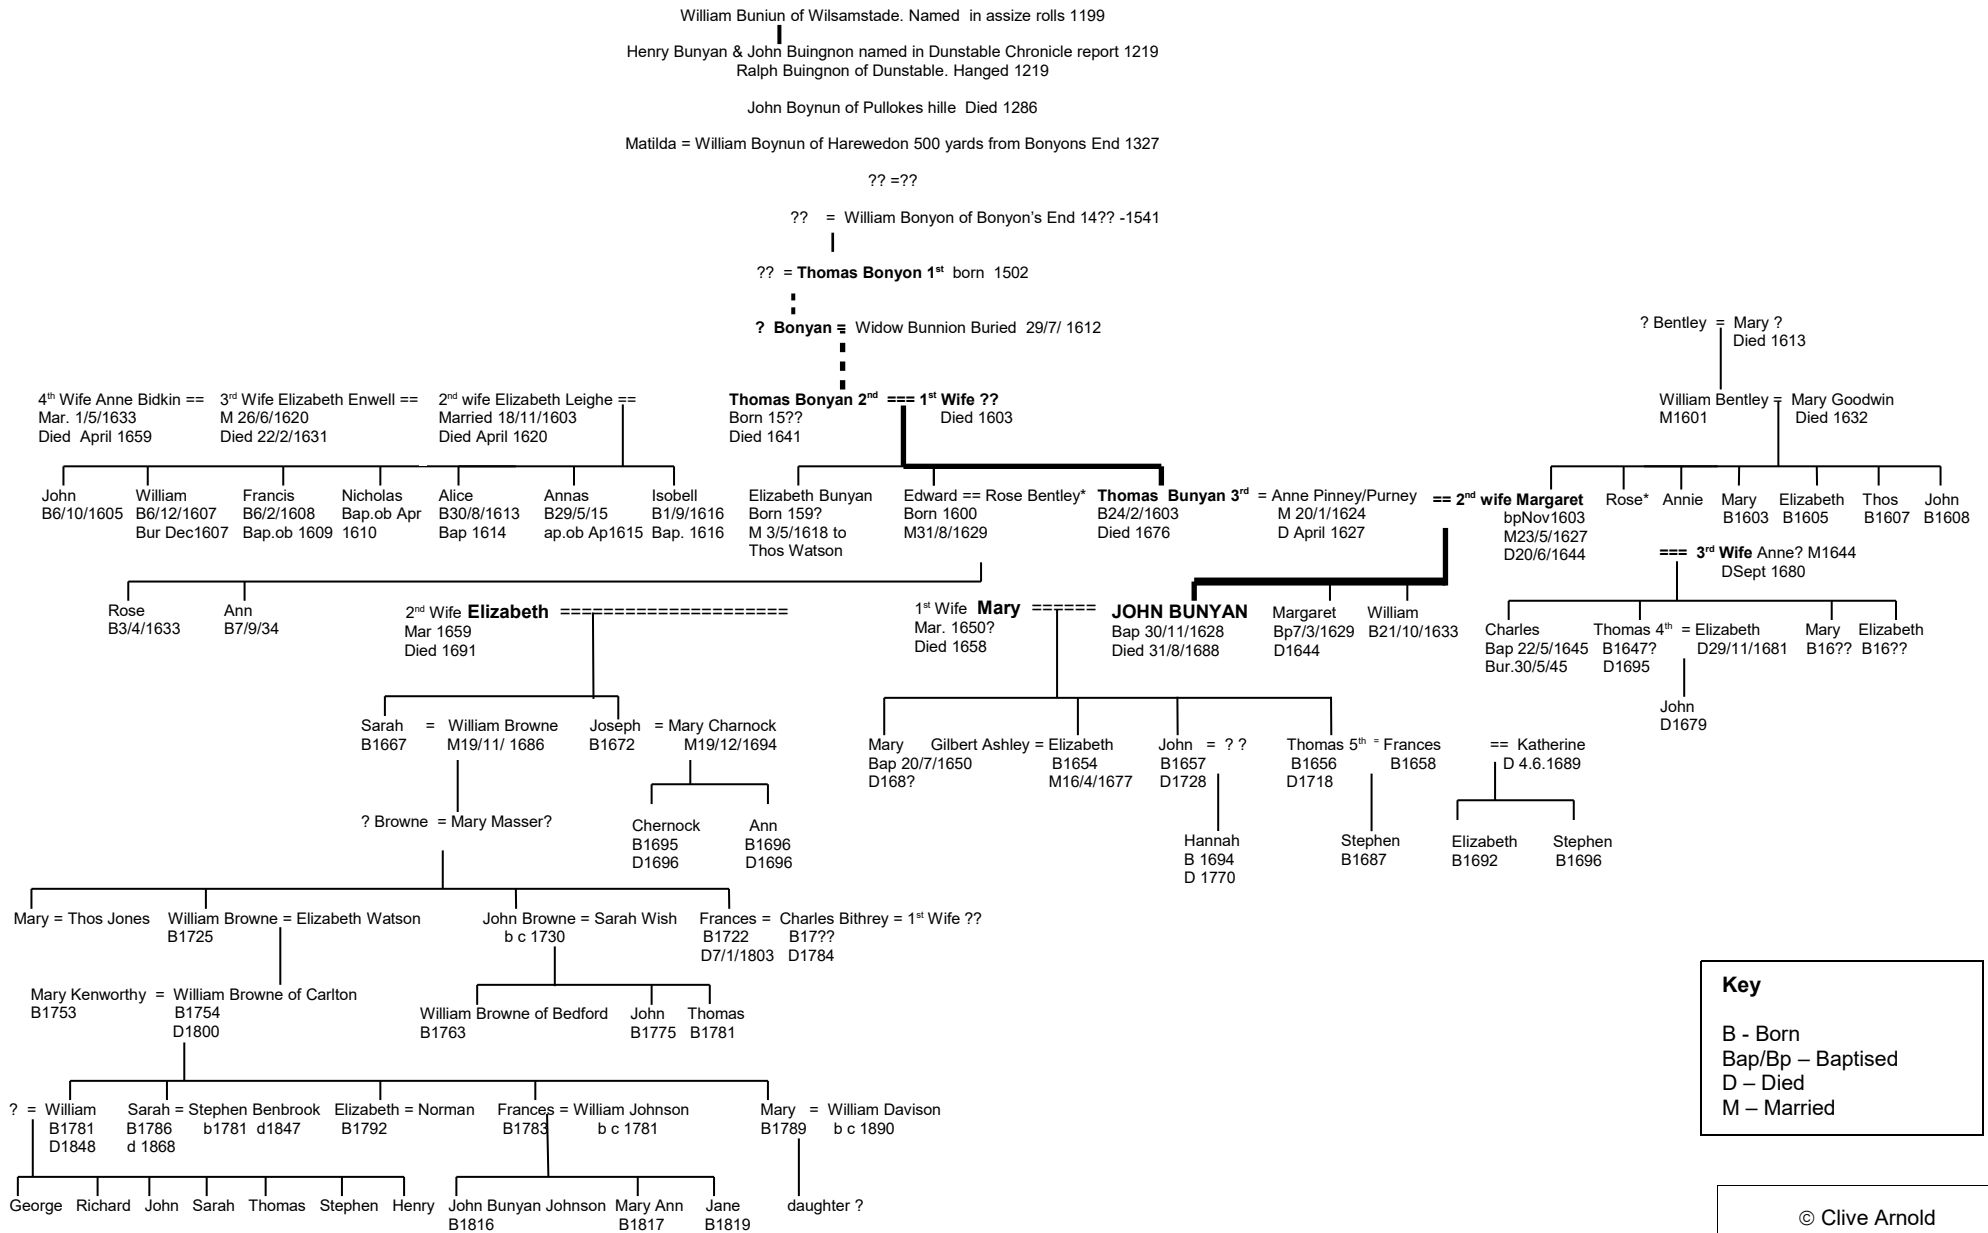 William Buniun of Wilsamstade. Named in assize rolls 1199
Henry Bunyan & John Buingnon named in Dunstable Chronicle report 1219
Ralph Buingnon of Dunstable. Hanged 1219
John Boynun of Pullokes hille Died 1286
Matilda = William Boynun of Harewedon 500 yards from Bonyons End 1327
?? =??
?? = William Bonyon of Bonyon's End 14?? -1541
?? = Thomas Bonyon 1st born 1502
? Bonyan = Widow Bunnion Buried 29/7/ 1612
? Bentley = Mary ?
Died 1613
4th Wife Anne Bidkin ==
Mar. 1/5/1633
Died April 1659
3rd Wife Elizabeth Enwell ==
M 26/6/1620
Died 22/2/1631
2nd wife Elizabeth Leighe ==
Married 18/11/1603
Died April 1620
Thomas Bonyan 2nd === 1st Wife ??
Born 15?? Died 1603
Died 1641
William Bentley = Mary Goodwin
M1601 Died 1632
John
B6/10/1605
William
B6/12/1607
Bur Dec1607
Francis
B6/2/1608
Bap.ob 1609
Nicholas
Bap.ob Apr
1610
Alice
B30/8/1613
Bap 1614
Annas
B29/5/15
ap.ob Ap1615
Isobell
B1/9/1616
Bap. 1616
Elizabeth Bunyan
Born 159?
M 3/5/1618 to
Thos Watson
Edward == Rose Bentley*
Born 1600
M31/8/1629
Thomas Bunyan 3rd = Anne Pinney/Purney
B24/2/1603 M 20/1/1624
Died 1676 D April 1627
== 2nd wife Margaret
bpNov1603
M23/5/1627
D20/6/1644
Rose*
Annie
Mary
B1603
Elizabeth
B1605
Thos
B1607
John
B1608
=== 3rd Wife Anne? M1644
DSept 1680
Rose
B3/4/1633
Ann
B7/9/34
2nd Wife Elizabeth ===================
Mar 1659
Died 1691
1st Wife Mary ======
Mar. 1650?
Died 1658
JOHN BUNYAN
Bap 30/11/1628
Died 31/8/1688
Margaret
Bp7/3/1629
D1644
William
B21/10/1633
Charles
Bap 22/5/1645
Bur.30/5/45
Thomas 4th = Elizabeth
B1647? D29/11/1681
D1695
Mary
B16??
Elizabeth
B16??
John
D1679
Sarah = William Browne
B1667 M19/11/ 1686
Joseph = Mary Charnock
B1672 M19/12/1694
Mary
Bap 20/7/1650
D168?
Gilbert Ashley = Elizabeth
B1654
M16/4/1677
John = ? ?
B1657
D1728
Thomas 5th = Frances
B1656 B1658
D1718
== Katherine
D 4.6.1689
? Browne = Mary Masser?
Chernock
B1695
D1696
Ann
B1696
D1696
Hannah
B 1694
D 1770
Stephen
B1687
Elizabeth
B1692
Stephen
B1696
Mary = Thos Jones
William Browne = Elizabeth Watson
B1725
John Browne = Sarah Wish
b c 1730
Frances = Charles Bithrey = 1st Wife ??
B1722 B17??
D7/1/1803 D1784
Mary Kenworthy = William Browne of Carlton
B1753 B1754
D1800
William Browne of Bedford
B1763
John
B1775
Thomas
B1781
Key
B - Born
Bap/Bp – Baptised
D – Died
M – Married
? = William
B1781
D1848
Sarah = Stephen Benbrook
B1786 b1781 d1847
d 1868
Elizabeth = Norman
B1792
Frances = William Johnson
B1783 b c 1781
Mary = William Davison
B1789 b c 1890
George
Richard
John
Sarah
Thomas
Stephen
Henry
John Bunyan Johnson
B1816
Mary Ann
B1817
Jane
B1819
daughter ?
© Clive Arnold